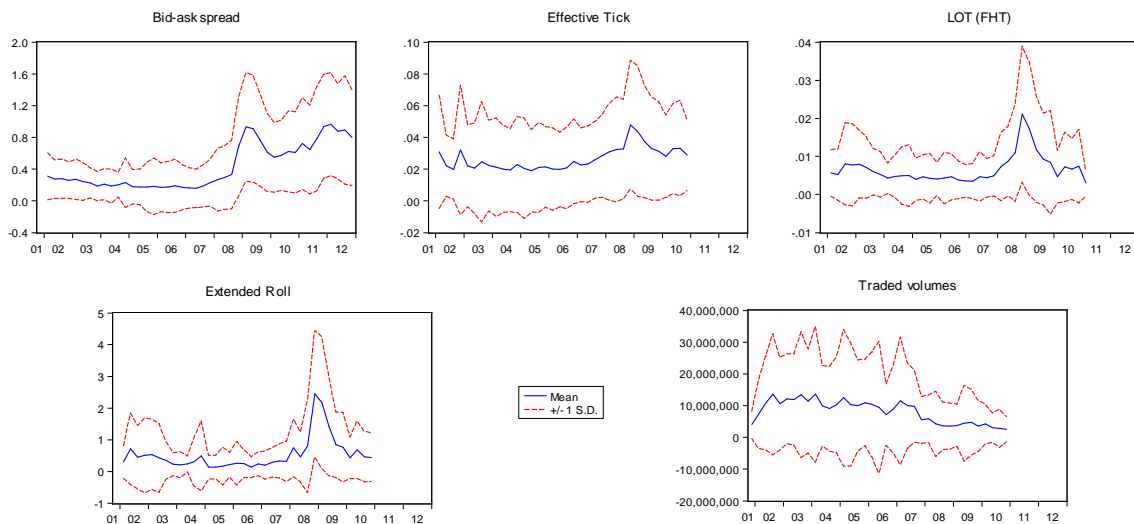 Bid-ask spread
2.0
1.6
1.2
0.8
0.4
0.0
-0.4
01 02 03 04 05 06 07 08 09 10 11 12
Effective Tick
.10
.08
.06
.04
.02
.00
-.02
01 02 03 04 05 06 07 08 09 10 11 12
LOT (FHT)
.04
.03
.02
.01
.00
-.01
01 02 03 04 05 06 07 08 09 10 11 12
Extended Roll
5
4
3
2
1
0
-1
01 02 03 04 05 06 07 08 09 10 11 12
Mean
+/- 1 S.D.
Traded volumes
40,000,000
30,000,000
20,000,000
10,000,000
0
-10,000,000
-20,000,000
01 02 03 04 05 06 07 08 09 10 11 12